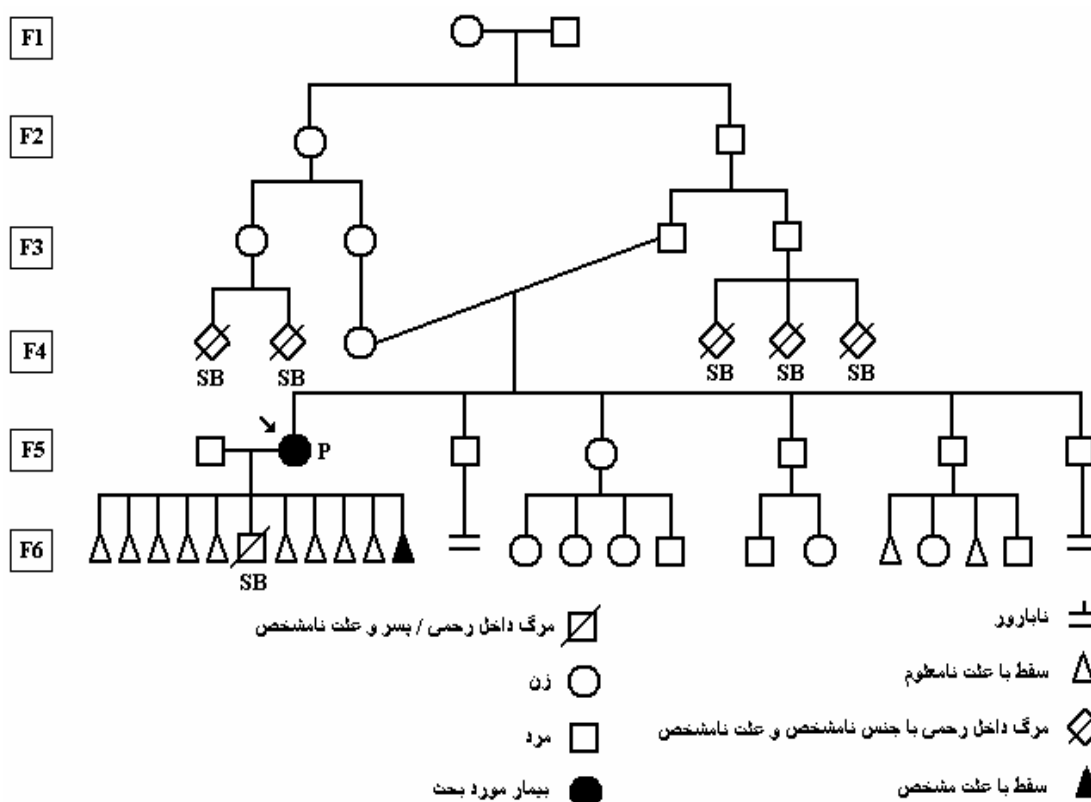 F1
F2
F3
F4
SB SB SB SB SB
F5
P
F6
SB
مرگ داخل رحمی / پسر و علت نامشخص
نابارور
زن
سقط با علت نامعلوم
مرد
مرگ داخل رحمی با جنس نامشخص و علت نامشخص
بیمار مورد بحث
سقط با علت مشخص